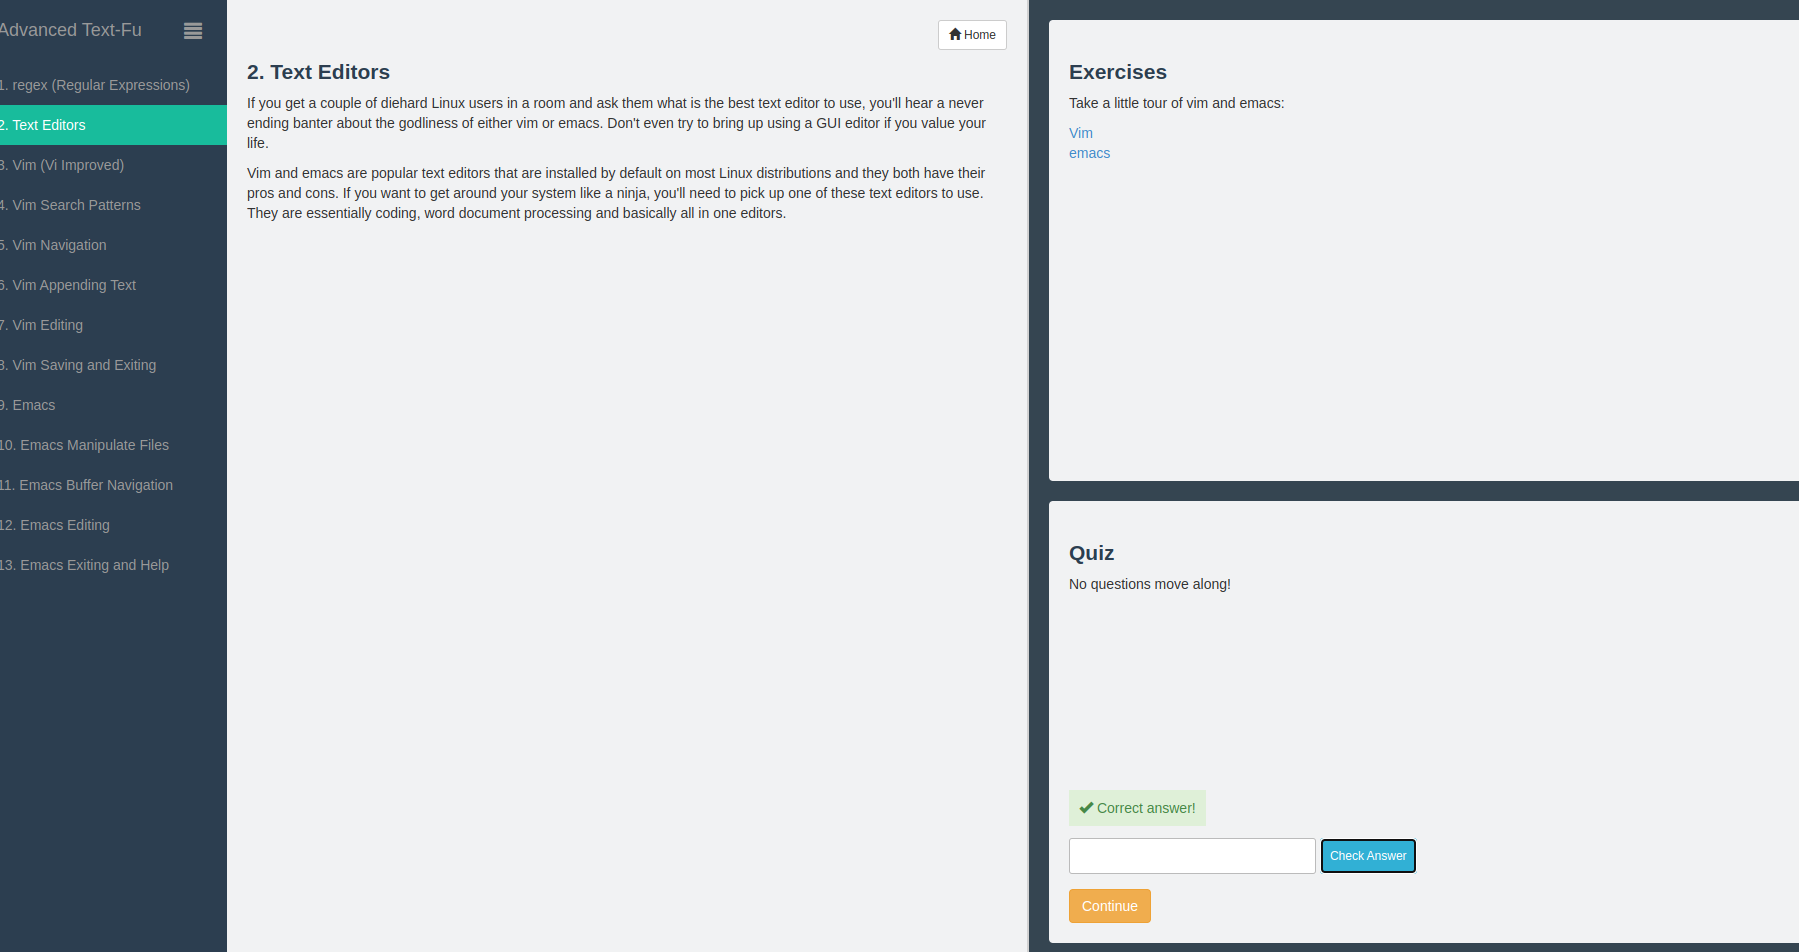 Advanced Text-Fu
1. regex (Regular Expressions)
2. Text Editors
3. Vim (Vi Improved)
4. Vim Search Patterns
5. Vim Navigation
6. Vim Appending Text
7. Vim Editing
8. Vim Saving and Exiting
9. Emacs
10. Emacs Manipulate Files
11. Emacs Buffer Navigation
12. Emacs Editing
13. Emacs Exiting and Help
Home
2. Text Editors
If you get a couple of diehard Linux users in a room and ask them what is the best text editor to use, you'll hear a never
ending banter about the godliness of either vim or emacs. Don't even try to bring up using a GUI editor if you value your
life.
Vim and emacs are popular text editors that are installed by default on most Linux distributions and they both have their
pros and cons. If you want to get around your system like a ninja, you'll need to pick up one of these text editors to use.
They are essentially coding, word document processing and basically all in one editors.
Exercises
Take a little tour of vim and emacs:
Vim
emacs
Quiz
No questions move along!
Correct answer!
Check Answer
Continue